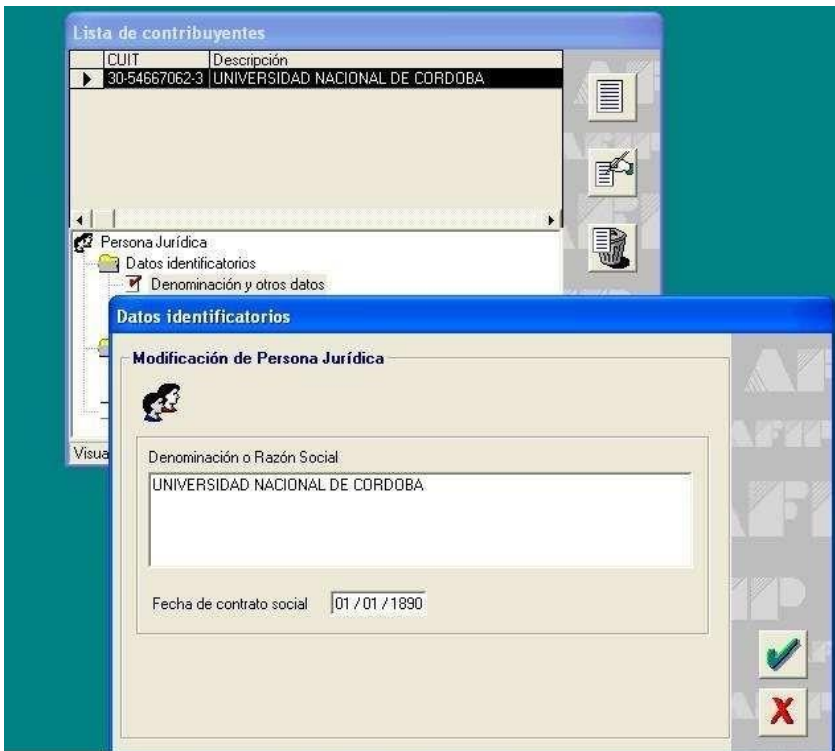 Lista de contribuyentes
CUIT Descripción
30-54667062-3 UNIVERSIDAD NACIONAL DE CORDOBA
Persona Jurídica
Datos identificatorios
Denominación y otros datos
Datos identificatorios
Modificación de Persona Jurídica
Visua
Denominación o Razón Social
UNIVERSIDAD NACIONAL DE CORDOBA
Fecha de contrato social 01/01/1890
AFIP